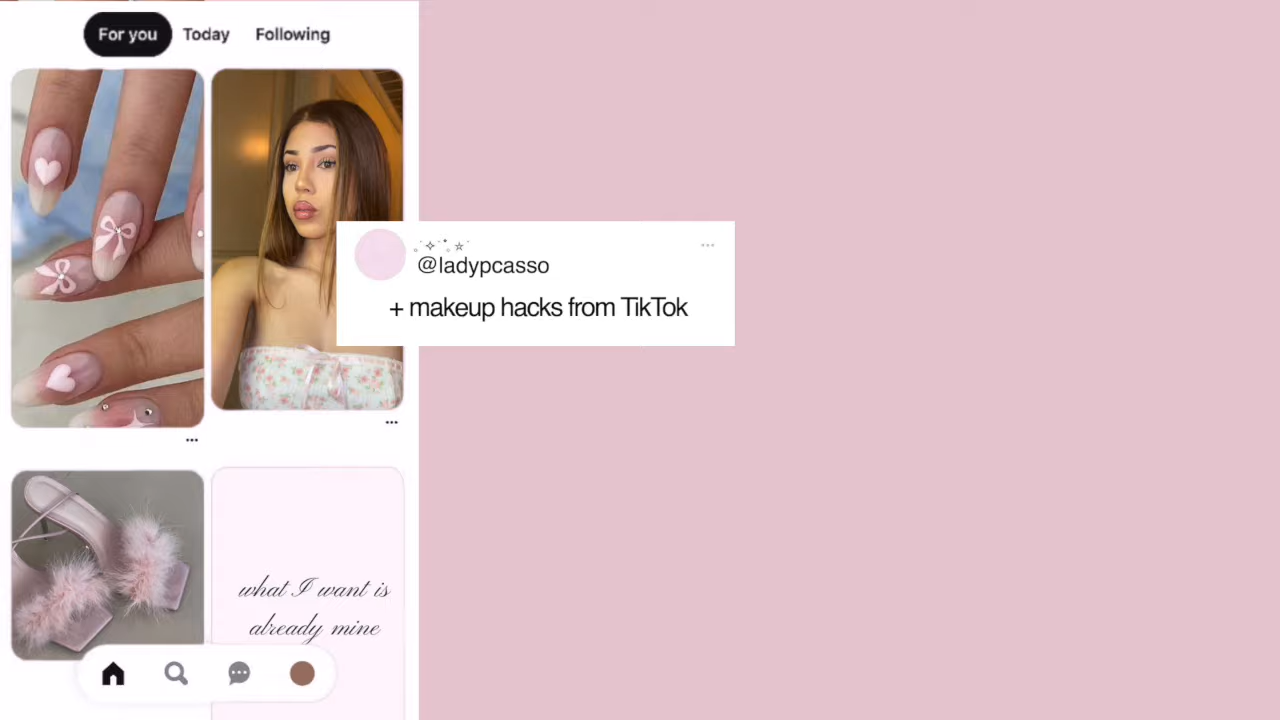 For you Today Following
@ladypcasso
+ makeup hacks from TikTok
what I want is
already mine